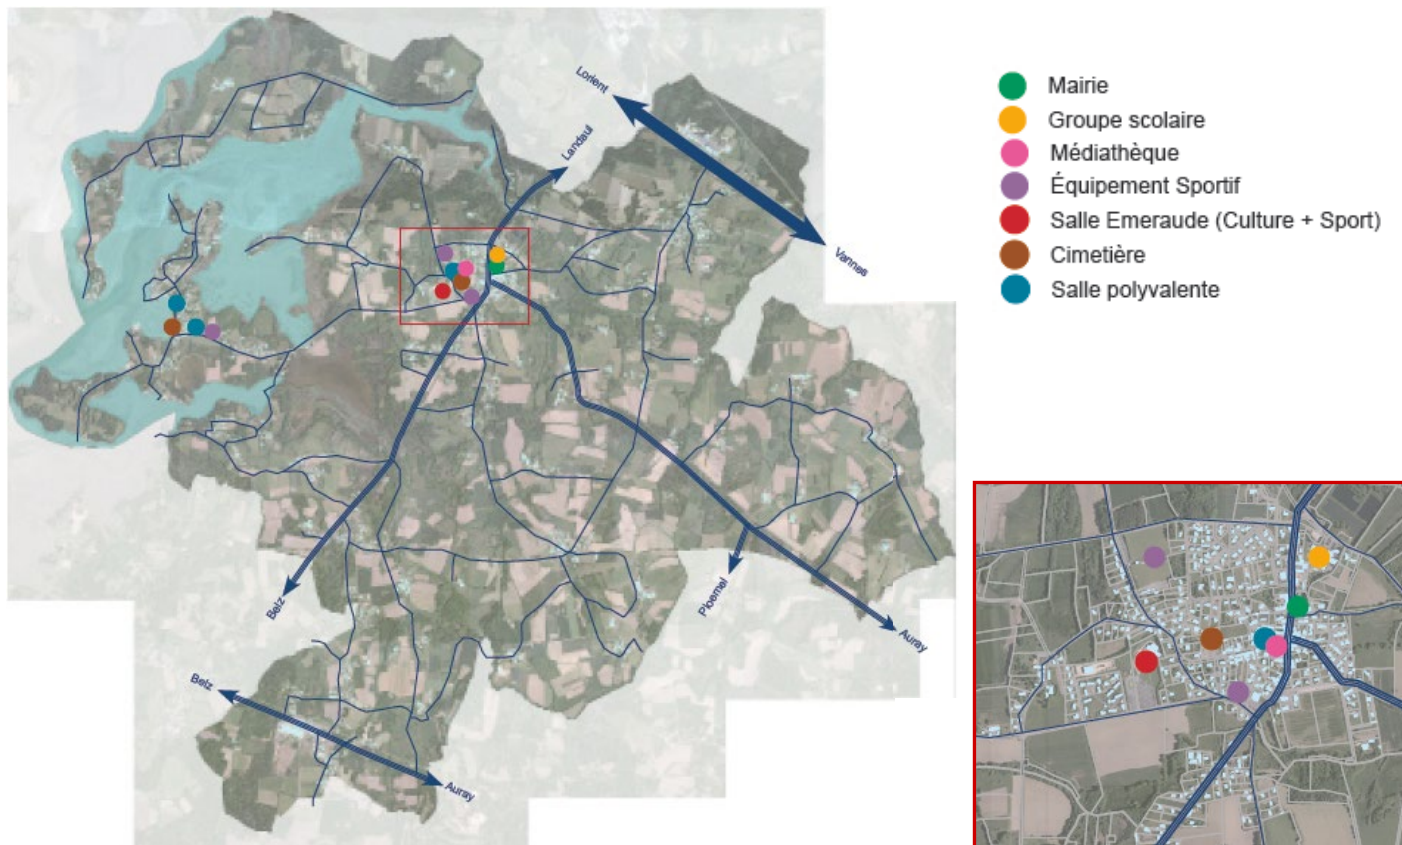 Lorient
Landaul
Vannes
Belz
Ploemel
Auray
Belz
Auray
Mairie
Groupe scolaire
Médiathèque
Équipement Sportif
Salle Emeraude (Culture + Sport)
Cimetière
Salle polyvalente